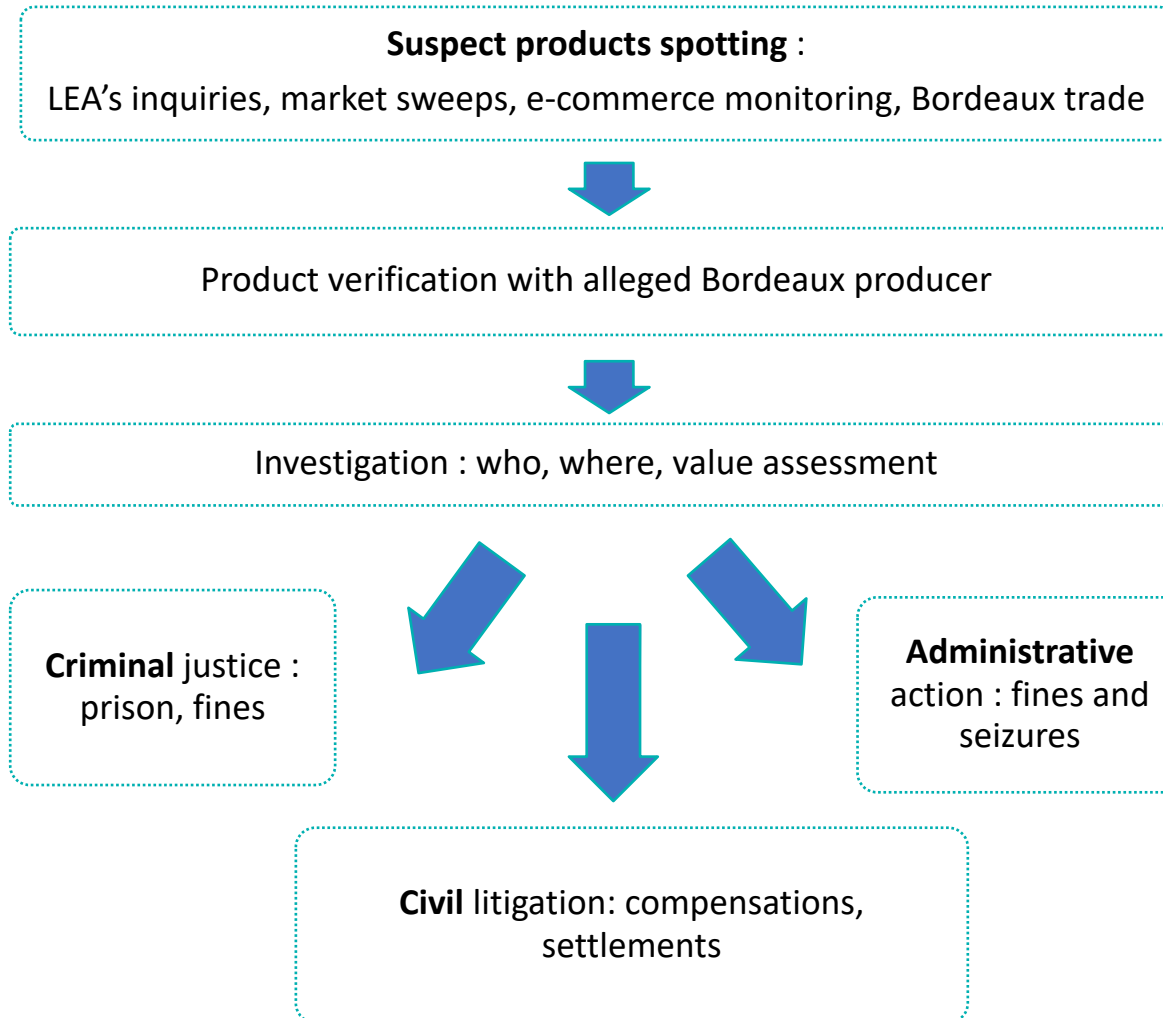 Suspect products spotting :
LEA’s inquiries, market sweeps, e-commerce monitoring, Bordeaux trade
Product verification with alleged Bordeaux producer
Investigation : who, where, value assessment
Criminal justice :
prison, fines
Administrative
action : fines and
seizures
Civil litigation: compensations,
settlements